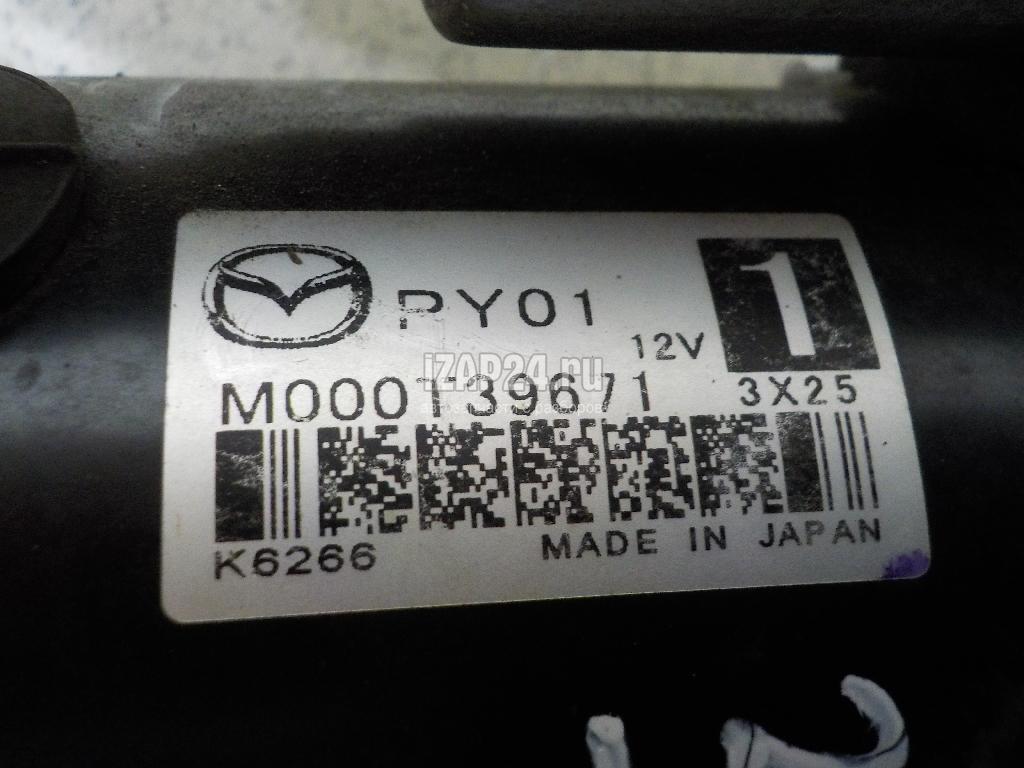 PY01
1
12V
iZAP24.ru
M000T39671
3X25
K6266
MADE IN JAPAN